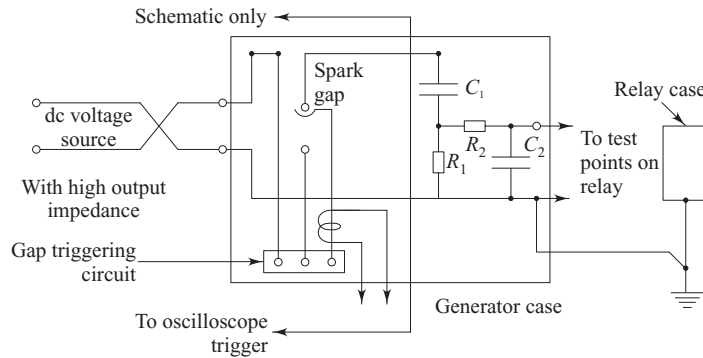 Schematic only
Spark
gap
C₁
Relay case
dc voltage
source
R₂
C₂
R₁
To test
points on
relay
With high output
impedance
Gap triggering
circuit
Generator case
To oscilloscope
trigger